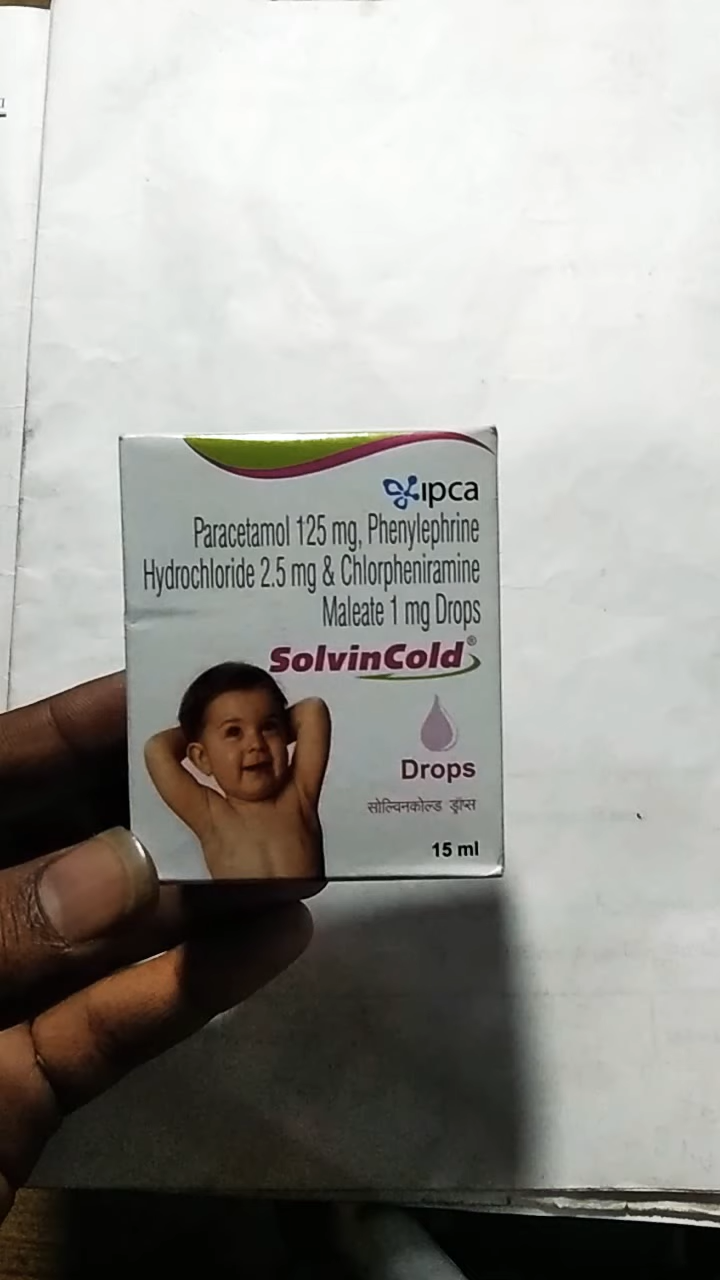 ipca
Paracetamol 125 mg, Phenylephrine
Hydrochloride 2.5 mg & Chlorpheniramine
Maleate 1 mg Drops
SolvinCold®
Drops
सोल्विनकोल्ड ड्रॉप्स
15 ml